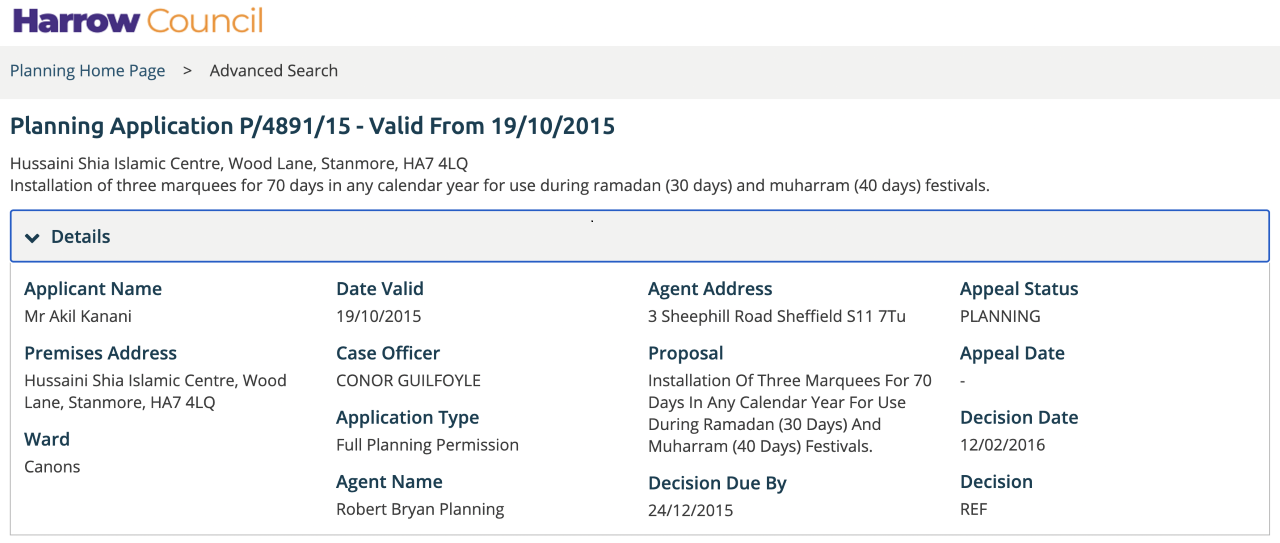 Harrow Council
Planning Home Page > Advanced Search
Planning Application P/4891/15 - Valid From 19/10/2015
Hussaini Shia Islamic Centre, Wood Lane, Stanmore, HA7 4LQ
Installation of three marquees for 70 days in any calendar year for use during ramadan (30 days) and muharram (40 days) festivals.
Details
Applicant Name
Mr Akil Kanani
Premises Address
Hussaini Shia Islamic Centre, Wood
Lane, Stanmore, HA7 4LQ
Ward
Canons
Date Valid
19/10/2015
Case Officer
CONOR GUILFOYLE
Application Type
Full Planning Permission
Agent Name
Robert Bryan Planning
Agent Address
3 Sheephill Road Sheffield S11 7Tu
Proposal
Installation Of Three Marquees For 70
Days In Any Calendar Year For Use
During Ramadan (30 Days) And
Muharram (40 Days) Festivals.
Decision Due By
24/12/2015
Appeal Status
PLANNING
Appeal Date
-
Decision Date
12/02/2016
Decision
REF